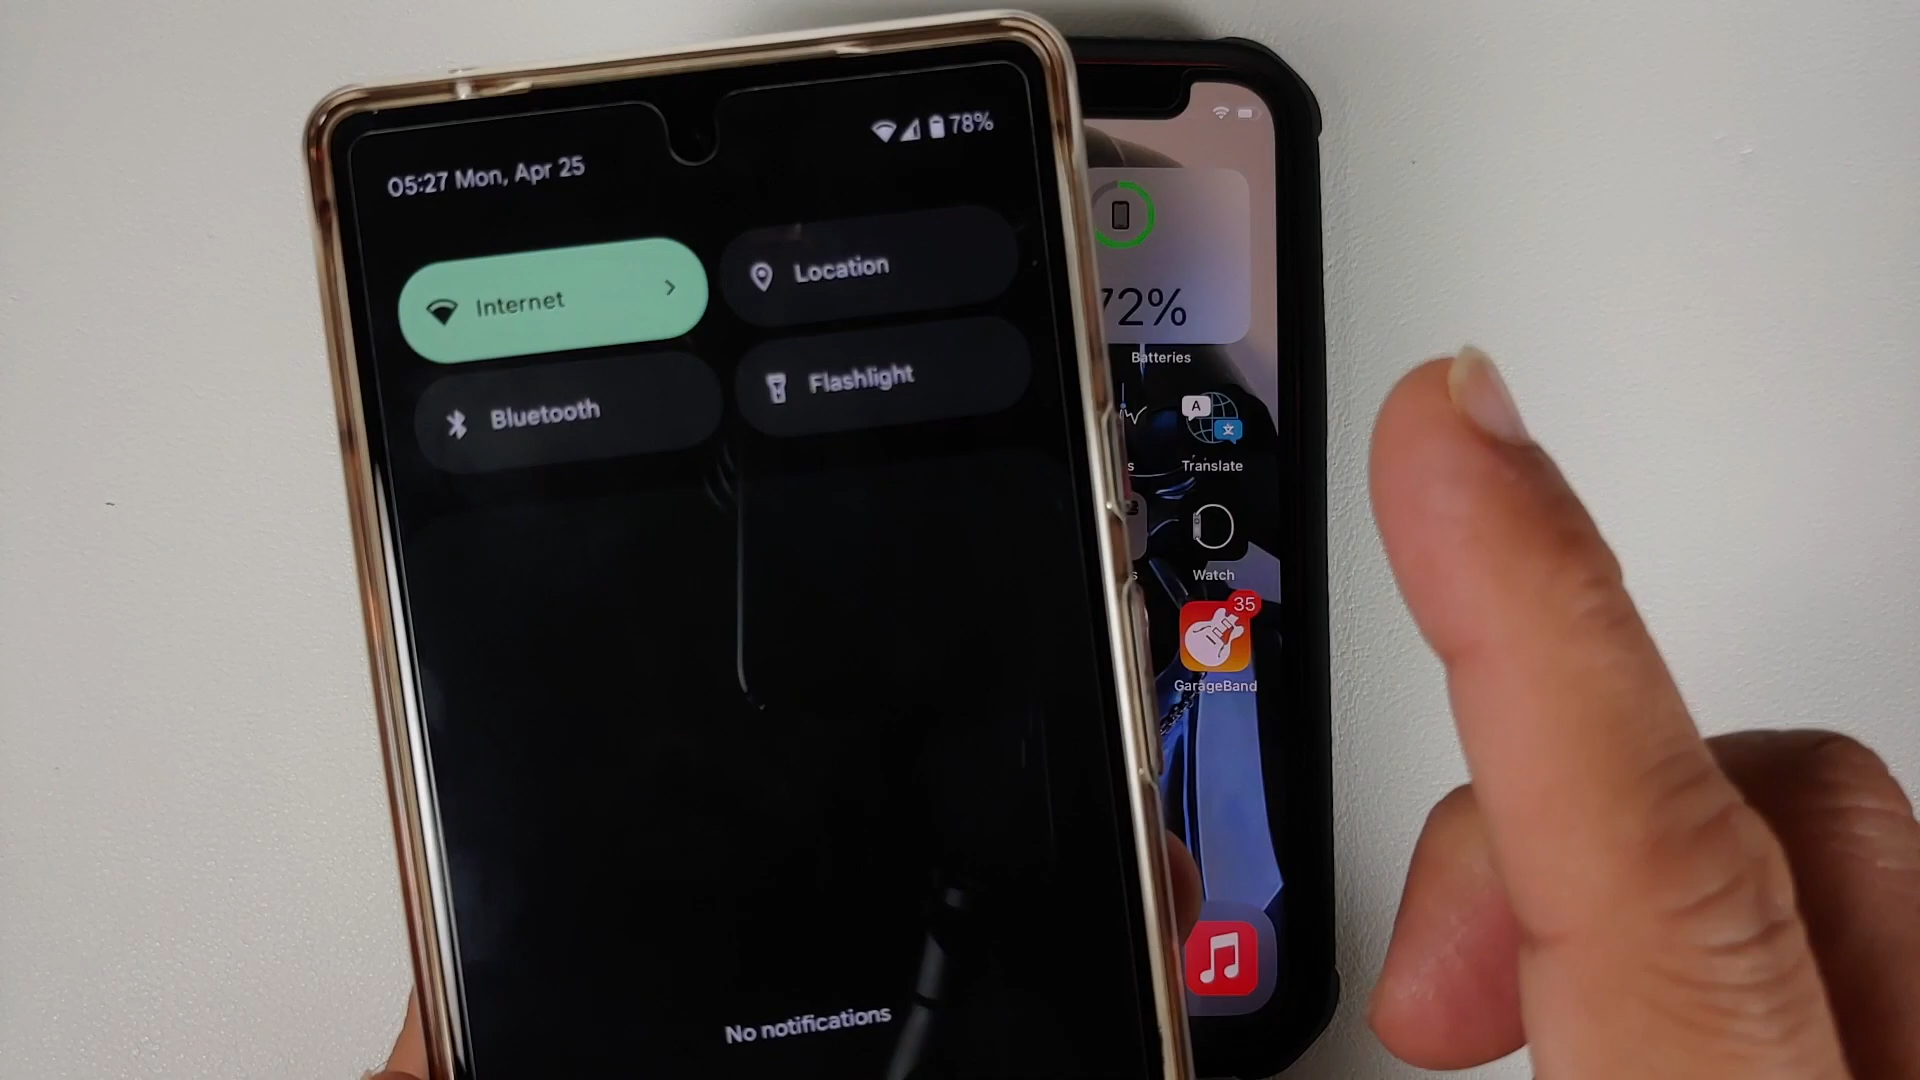 05:27 Mon, Apr 25
78%
Internet
Location
Bluetooth
Flashlight
No notifications
72%
Batteries
A
s
Translate
s
Watch
35
GarageBand